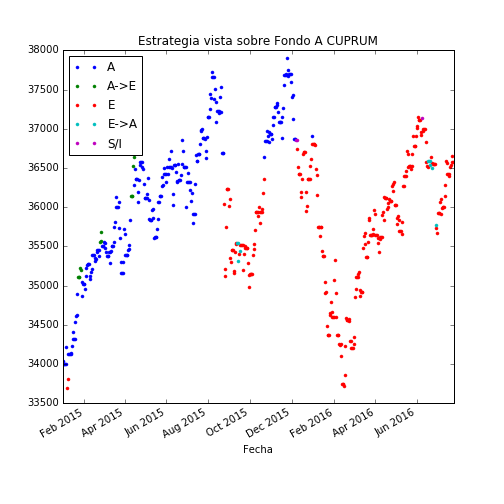 Estrategia vista sobre Fondo A CUPRUM
38000
37500
37000
36500
36000
35500
35000
34500
34000
33500
A
A->E
E
E->A
S/I
Feb 2015
Apr 2015
Jun 2015
Aug 2015
Oct 2015
Dec 2015
Feb 2016
Apr 2016
Jun 2016
Fecha